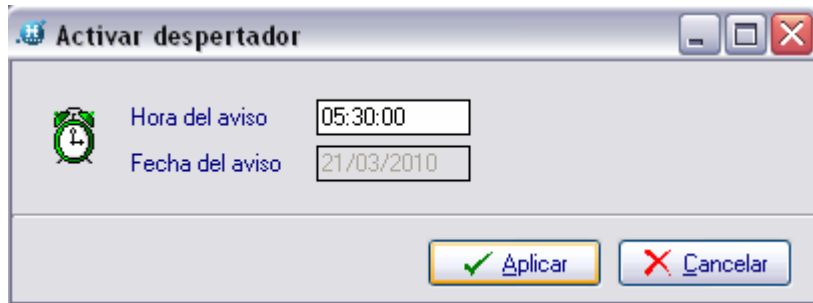 Activar despertador
Hora del aviso 05:30:00
Fecha del aviso 21/03/2010
Aplicar Cancelar